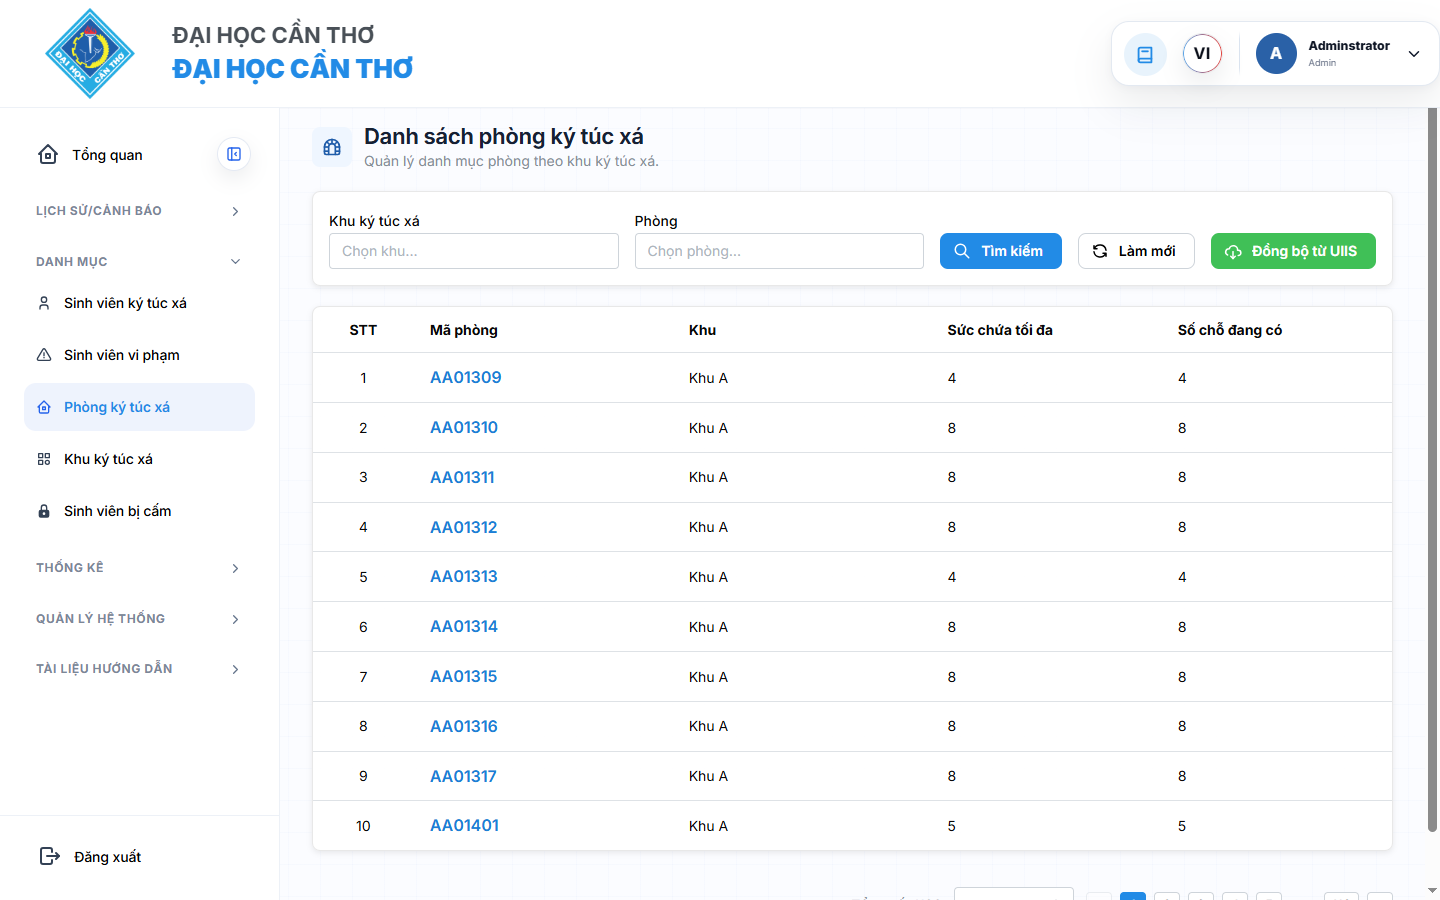 ĐẠI HỌC CẦN THƠ
ĐẠI HỌC CẦN THƠ
ĐẠI HỌC CẦN THƠ
VI
A
Adminstrator
Admin
Tổng quan
LỊCH SỬ/CẢNH BÁO
DANH MỤC
Sinh viên ký túc xá
Sinh viên vi phạm
Phòng ký túc xá
Khu ký túc xá
Sinh viên bị cấm
THỐNG KÊ
QUẢN LÝ HỆ THỐNG
TÀI LIỆU HƯỚNG DẪN
Đăng xuất
Danh sách phòng ký túc xá
Quản lý danh mục phòng theo khu ký túc xá.
Khu ký túc xá
Phòng
Chọn khu...
Chọn phòng...
Tìm kiếm
Làm mới
Đồng bộ từ UIIS
STT Mã phòng Khu Sức chứa tối đa Số chỗ đang có
1 AA01309 Khu A 4 4
2 AA01310 Khu A 8 8
3 AA01311 Khu A 8 8
4 AA01312 Khu A 8 8
5 AA01313 Khu A 4 4
6 AA01314 Khu A 8 8
7 AA01315 Khu A 8 8
8 AA01316 Khu A 8 8
9 AA01317 Khu A 8 8
10 AA01401 Khu A 5 5